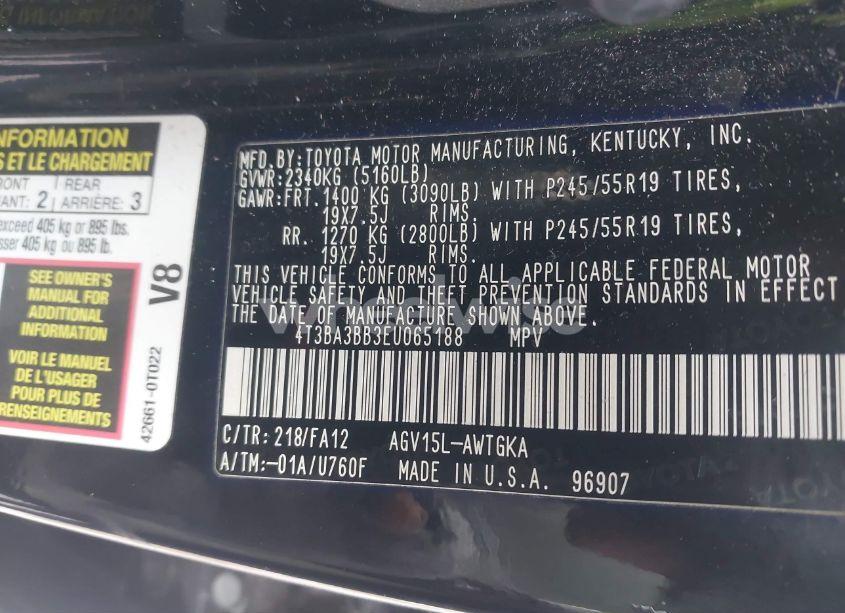 INFORMATION
S ET LE CHARGEMENT
RONT
ANT: 2
REAR
ARRIÈRE: 3
exceed 405 kg or 895 lbs.
sser 405 kg ou 895 lb.
SEE OWNER'S
MANUAL FOR
ADDITIONAL
INFORMATION
VOIR LE MANUEL
DE L'USAGER
POUR PLUS DE
RENSEIGNEMENTS
V8
42661-0T022
MFD.BY:TOYOTA MOTOR MANUFACTURING, KENTUCKY, INC.
GVWR:2340KG (5160LB)
GAWR:FRT.1400 KG (3090LB) WITH P245/55R19 TIRES,
19X7.5J RIMS.
RR. 1270 KG (2800LB) WITH P245/55R19 TIRES,
19X7.5J RIMS.
THIS VEHICLE CONFORMS TO ALL APPLICABLE FEDERAL MOTOR
VEHICLE SAFETY AND THEFT PREVENTION STANDARDS IN EFFECT
THE DATE OF MANUFACTURE SHOWN ABOVE.
4T3BA3BB3EU065188 MPV
C/TR:218/FA12 AGV15L-AWTGKA
A/TM:-01A/U760F MADE IN U.S.A. 96907